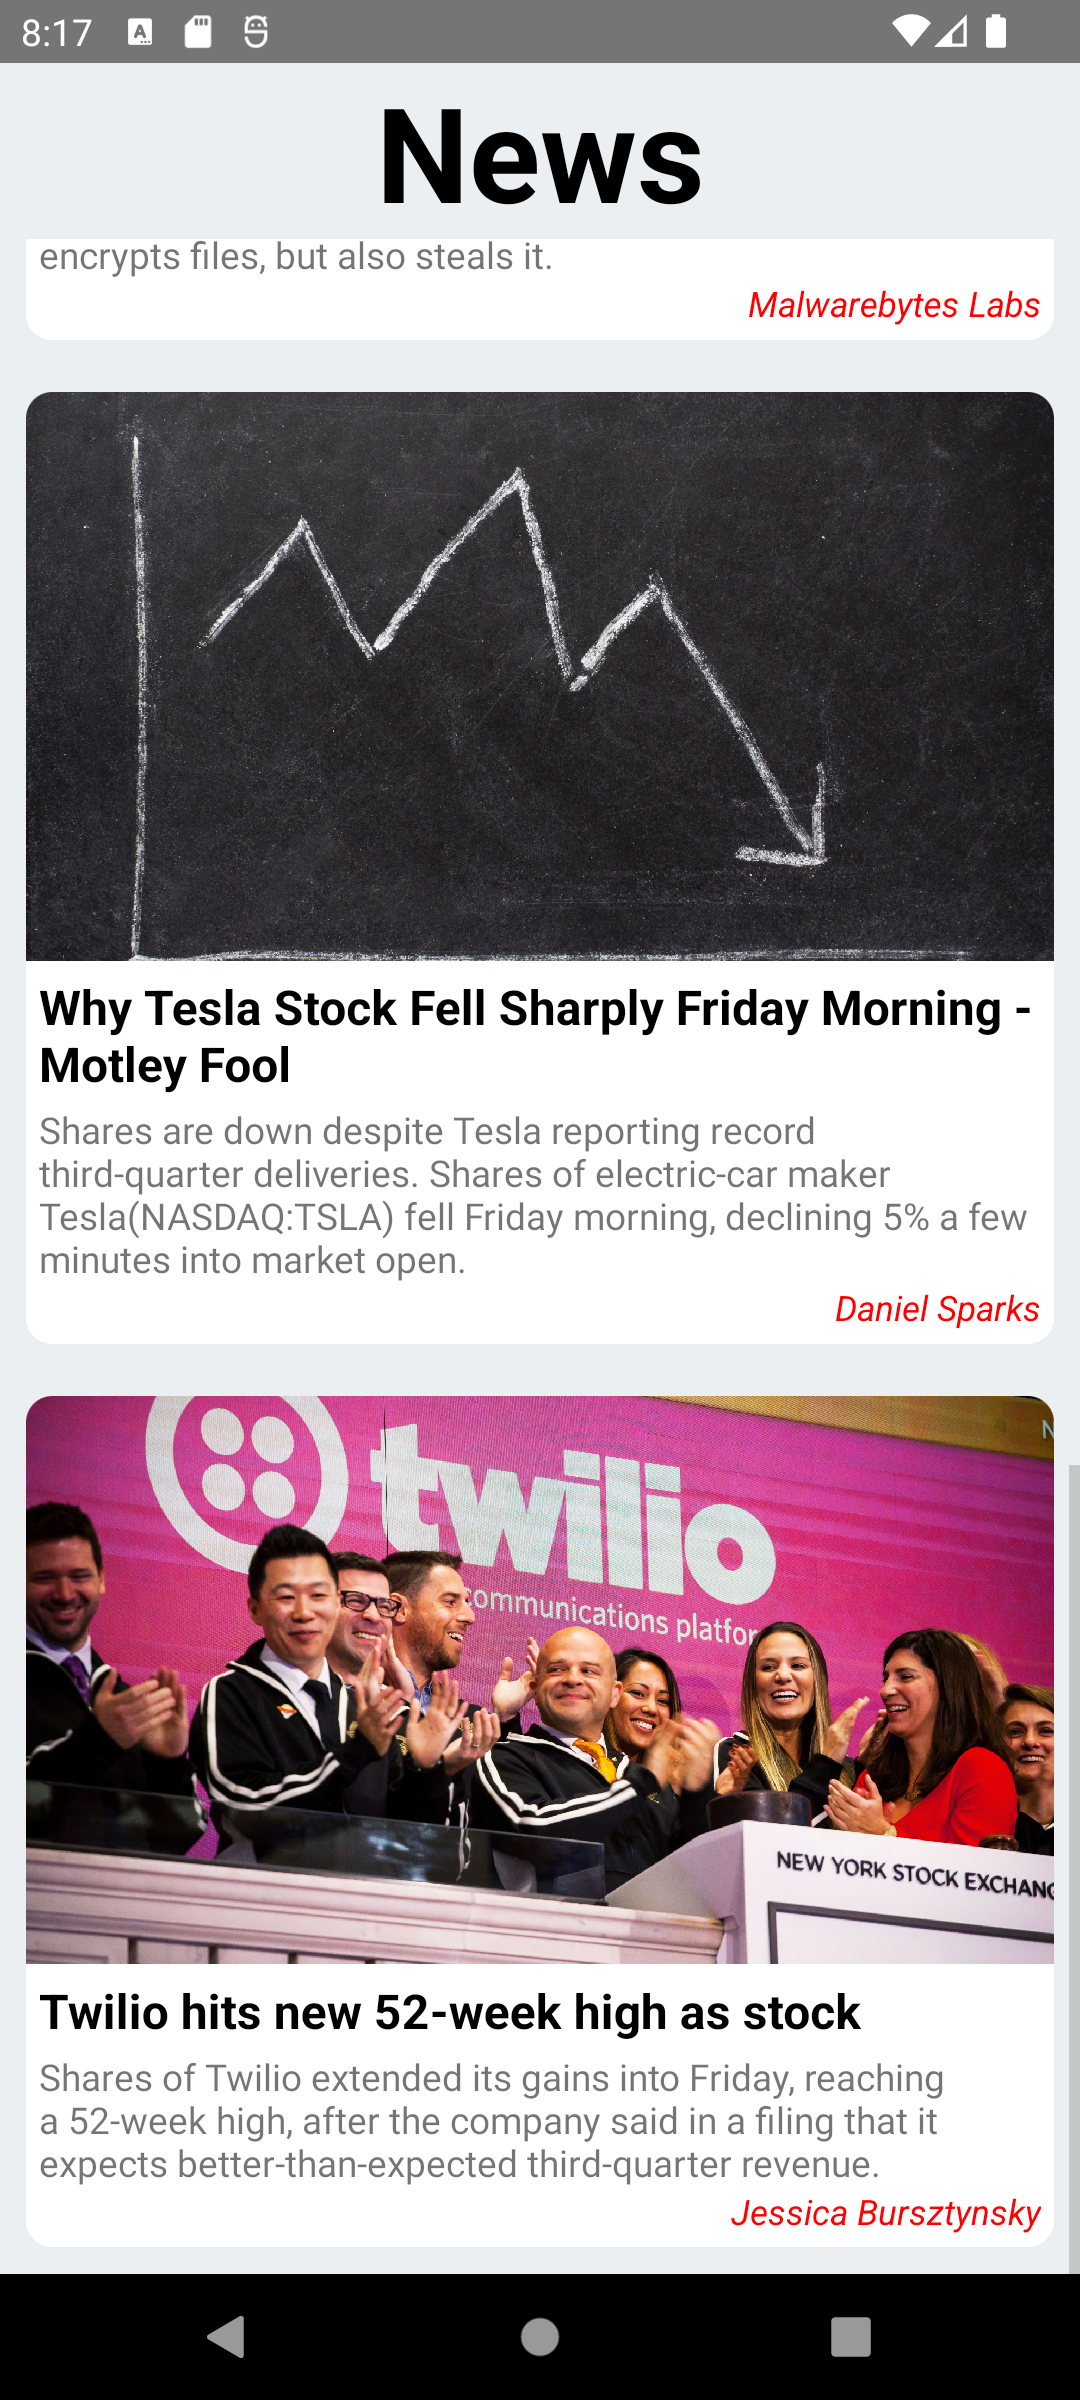 8:17
News
encrypts files, but also steals it.
Malwarebytes Labs
Why Tesla Stock Fell Sharply Friday Morning -
Motley Fool
Shares are down despite Tesla reporting record
third-quarter deliveries. Shares of electric-car maker
Tesla(NASDAQ:TSLA) fell Friday morning, declining 5% a few
minutes into market open.
Daniel Sparks
N
twilio
communications platfor
NEW YORK STOCK EXCHANG
Twilio hits new 52-week high as stock
Shares of Twilio extended its gains into Friday, reaching
a 52-week high, after the company said in a filing that it
expects better-than-expected third-quarter revenue.
Jessica Bursztynsky